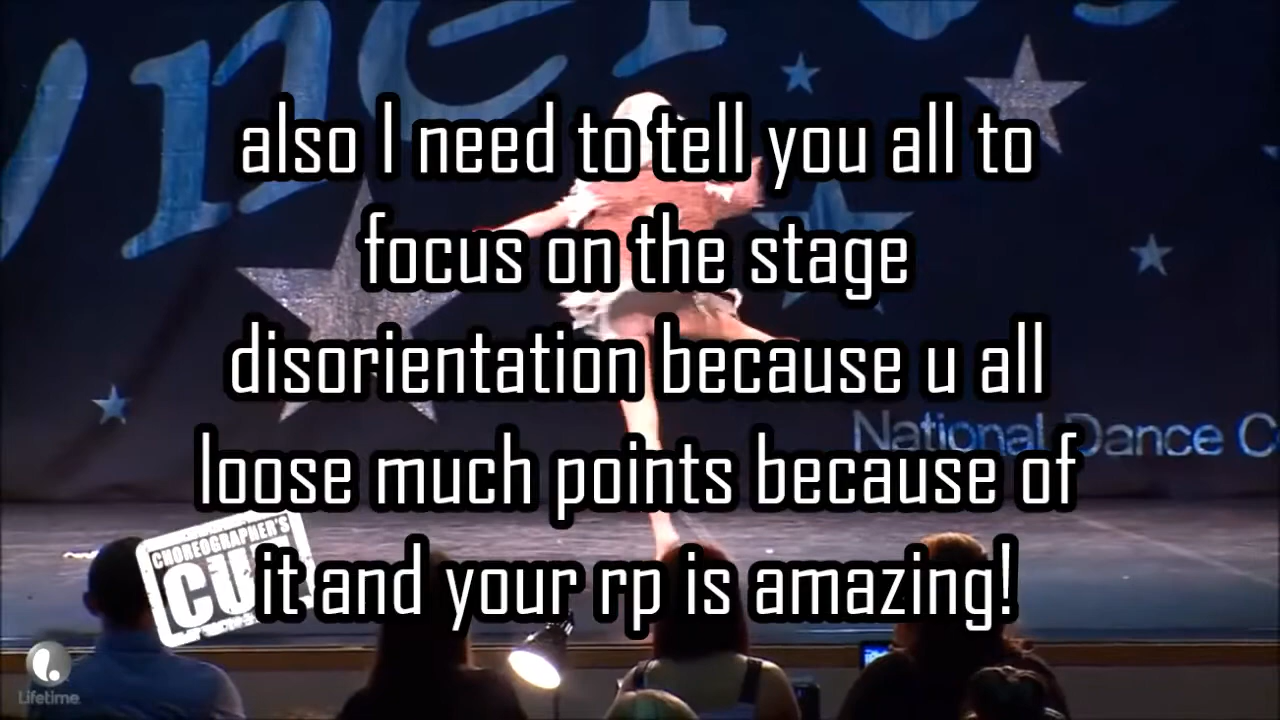 also I need to tell you all to
focus on the stage
disorientation because u all
loose much points because of
it and your rp is amazing!
National Dance C
CHOREOGRAPHER'S
CUT
Lifetime